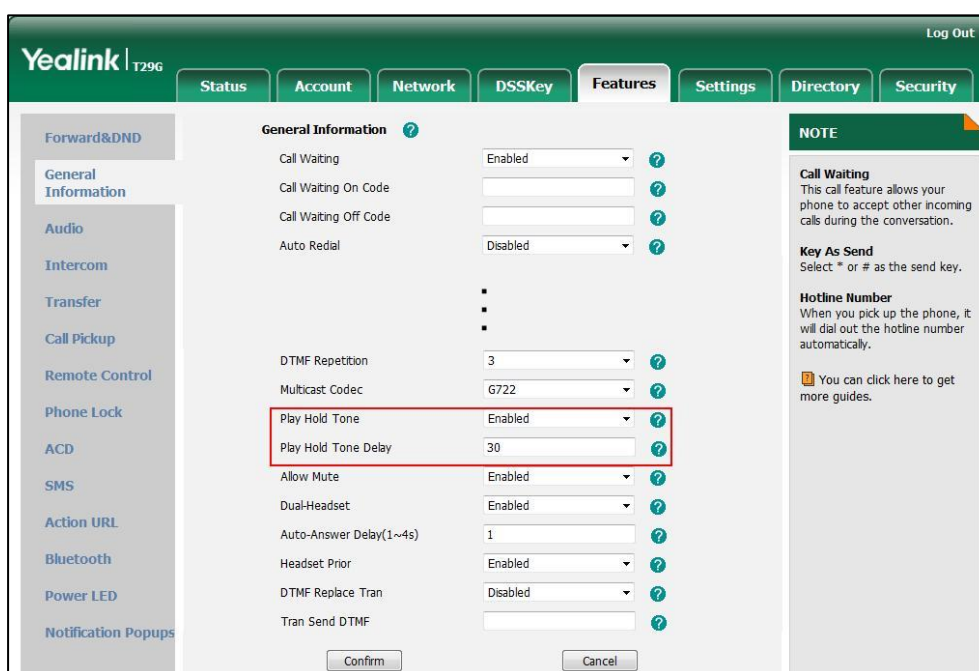 Log Out
Yealink T29G
Status Account Network DSSKey Features Settings Directory Security
Forward&DND
General
Information
Audio
Intercom
Transfer
Call Pickup
Remote Control
Phone Lock
ACD
SMS
Action URL
Bluetooth
Power LED
Notification Popups
General Information ?
Call Waiting Enabled ?
Call Waiting On Code ?
Call Waiting Off Code ?
Auto Redial Disabled ?
DTMF Repetition 3 ?
Multicast Codec G722 ?
Play Hold Tone Enabled ?
Play Hold Tone Delay 30 ?
Allow Mute Enabled ?
Dual-Headset Enabled ?
Auto-Answer Delay(1~4s) 1 ?
Headset Prior Enabled ?
DTMF Replace Tran Disabled ?
Tran Send DTMF ?
Confirm Cancel
NOTE
Call Waiting
This call feature allows your
phone to accept other incoming
calls during the conversation.
Key As Send
Select * or # as the send key.
Hotline Number
When you pick up the phone, it
will dial out the hotline number
automatically.
? You can click here to get
more guides.